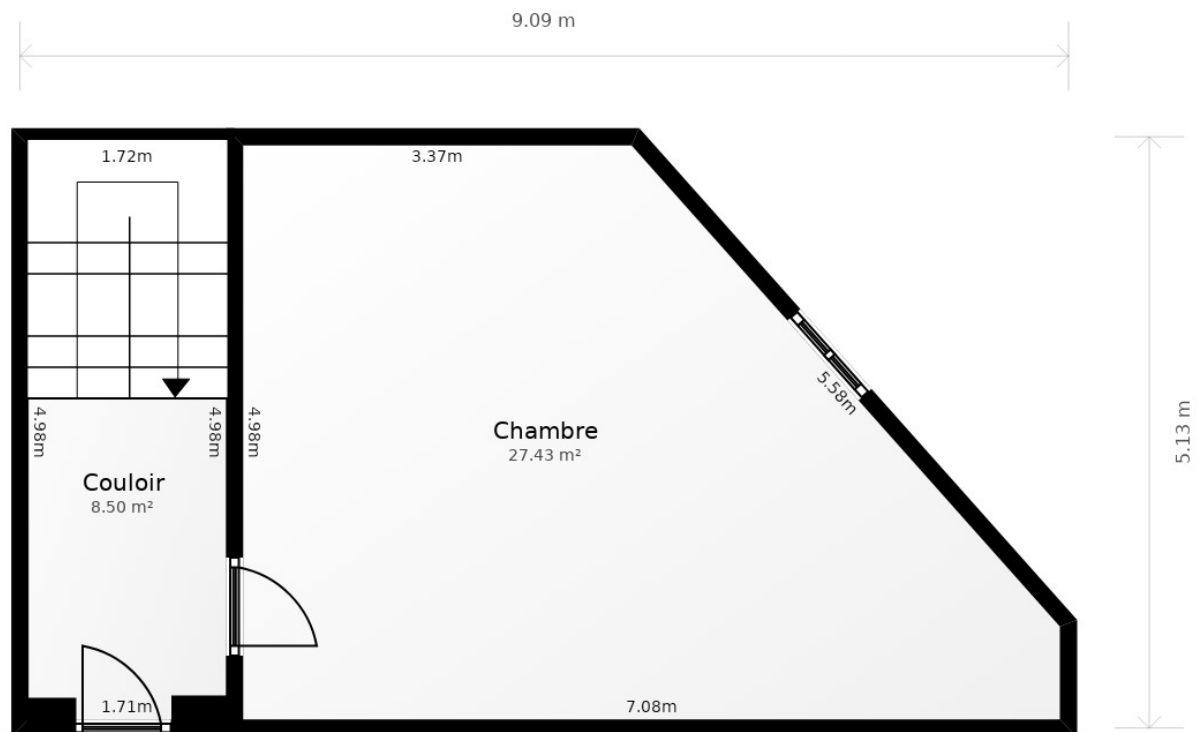 9.09 m
1.72m
3.37m
5.58m
4.98m
4.98m
4.98m
5.13 m
Chambre
27.43 m²
Couloir
8.50 m²
1.71m
7.08m